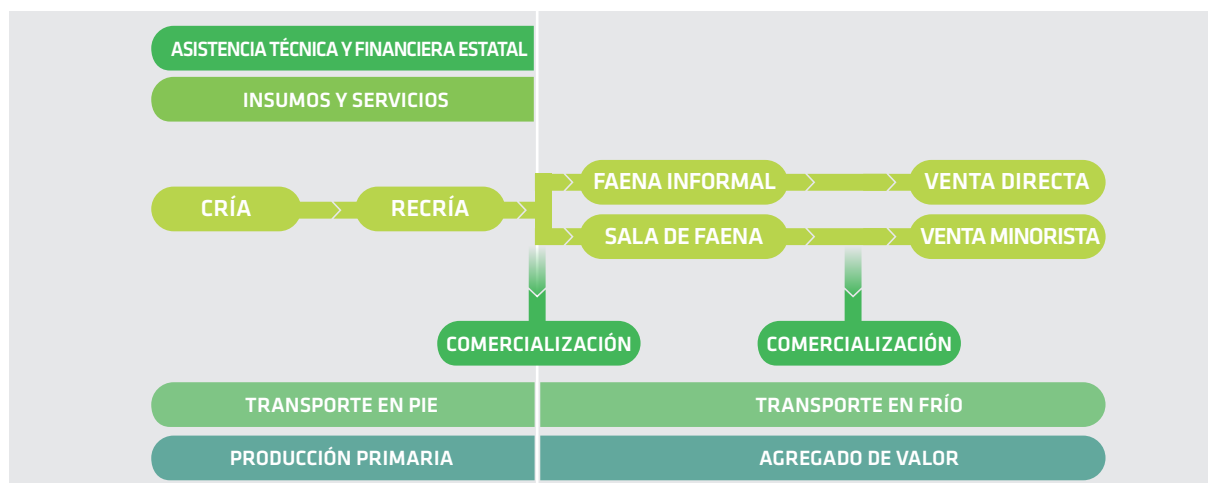 ASISTENCIA TÉCNICA Y FINANCIERA ESTATAL
INSUMOS Y SERVICIOS
CRÍA
RECRÍA
FAENA INFORMAL
VENTA DIRECTA
SALA DE FAENA
VENTA MINORISTA
COMERCIALIZACIÓN
COMERCIALIZACIÓN
TRANSPORTE EN PIE
TRANSPORTE EN FRÍO
PRODUCCIÓN PRIMARIA
AGREGADO DE VALOR